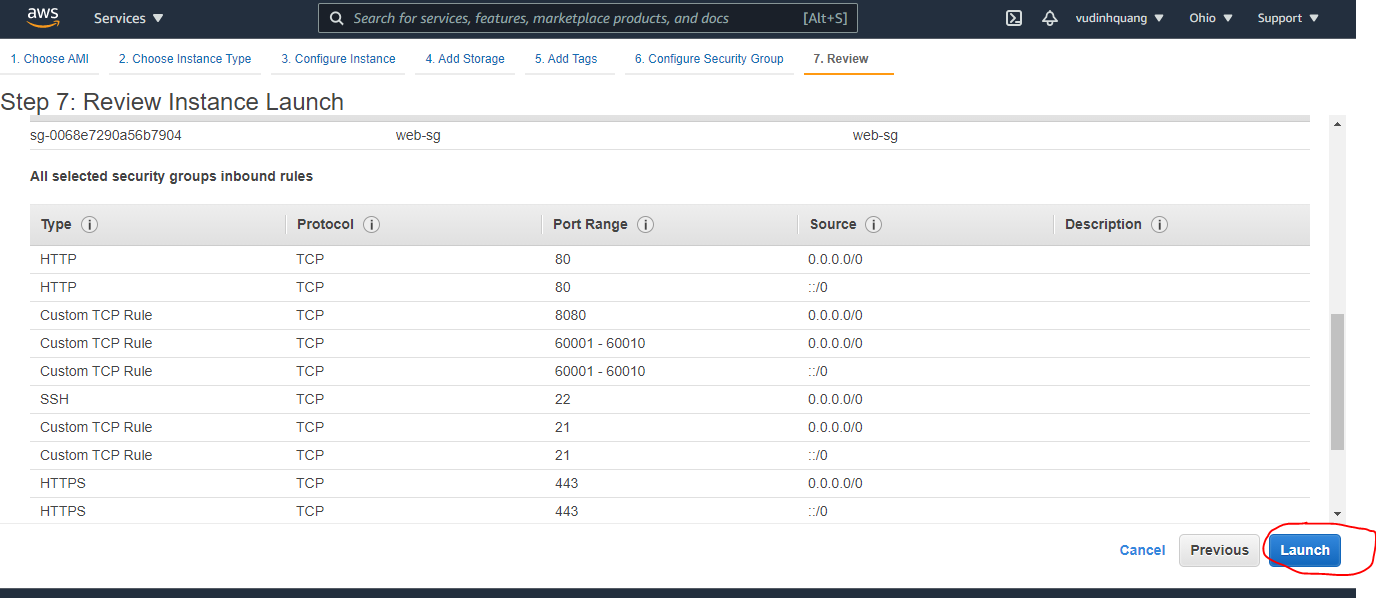 aws Services Search for services, features, marketplace products, and docs [Alt+S] vudinhquang Ohio Support
1. Choose AMI 2. Choose Instance Type 3. Configure Instance 4. Add Storage 5. Add Tags 6. Configure Security Group 7. Review
Step 7: Review Instance Launch
sg-0068e7290a56b7904 web-sg web-sg
All selected security groups inbound rules
Type Protocol Port Range Source Description
HTTP TCP 80 0.0.0.0/0
HTTP TCP 80 ::/0
Custom TCP Rule TCP 8080 0.0.0.0/0
Custom TCP Rule TCP 60001 - 60010 0.0.0.0/0
Custom TCP Rule TCP 60001 - 60010 ::/0
SSH TCP 22 0.0.0.0/0
Custom TCP Rule TCP 21 0.0.0.0/0
Custom TCP Rule TCP 21 ::/0
HTTPS TCP 443 0.0.0.0/0
HTTPS TCP 443 ::/0
Cancel Previous Launch